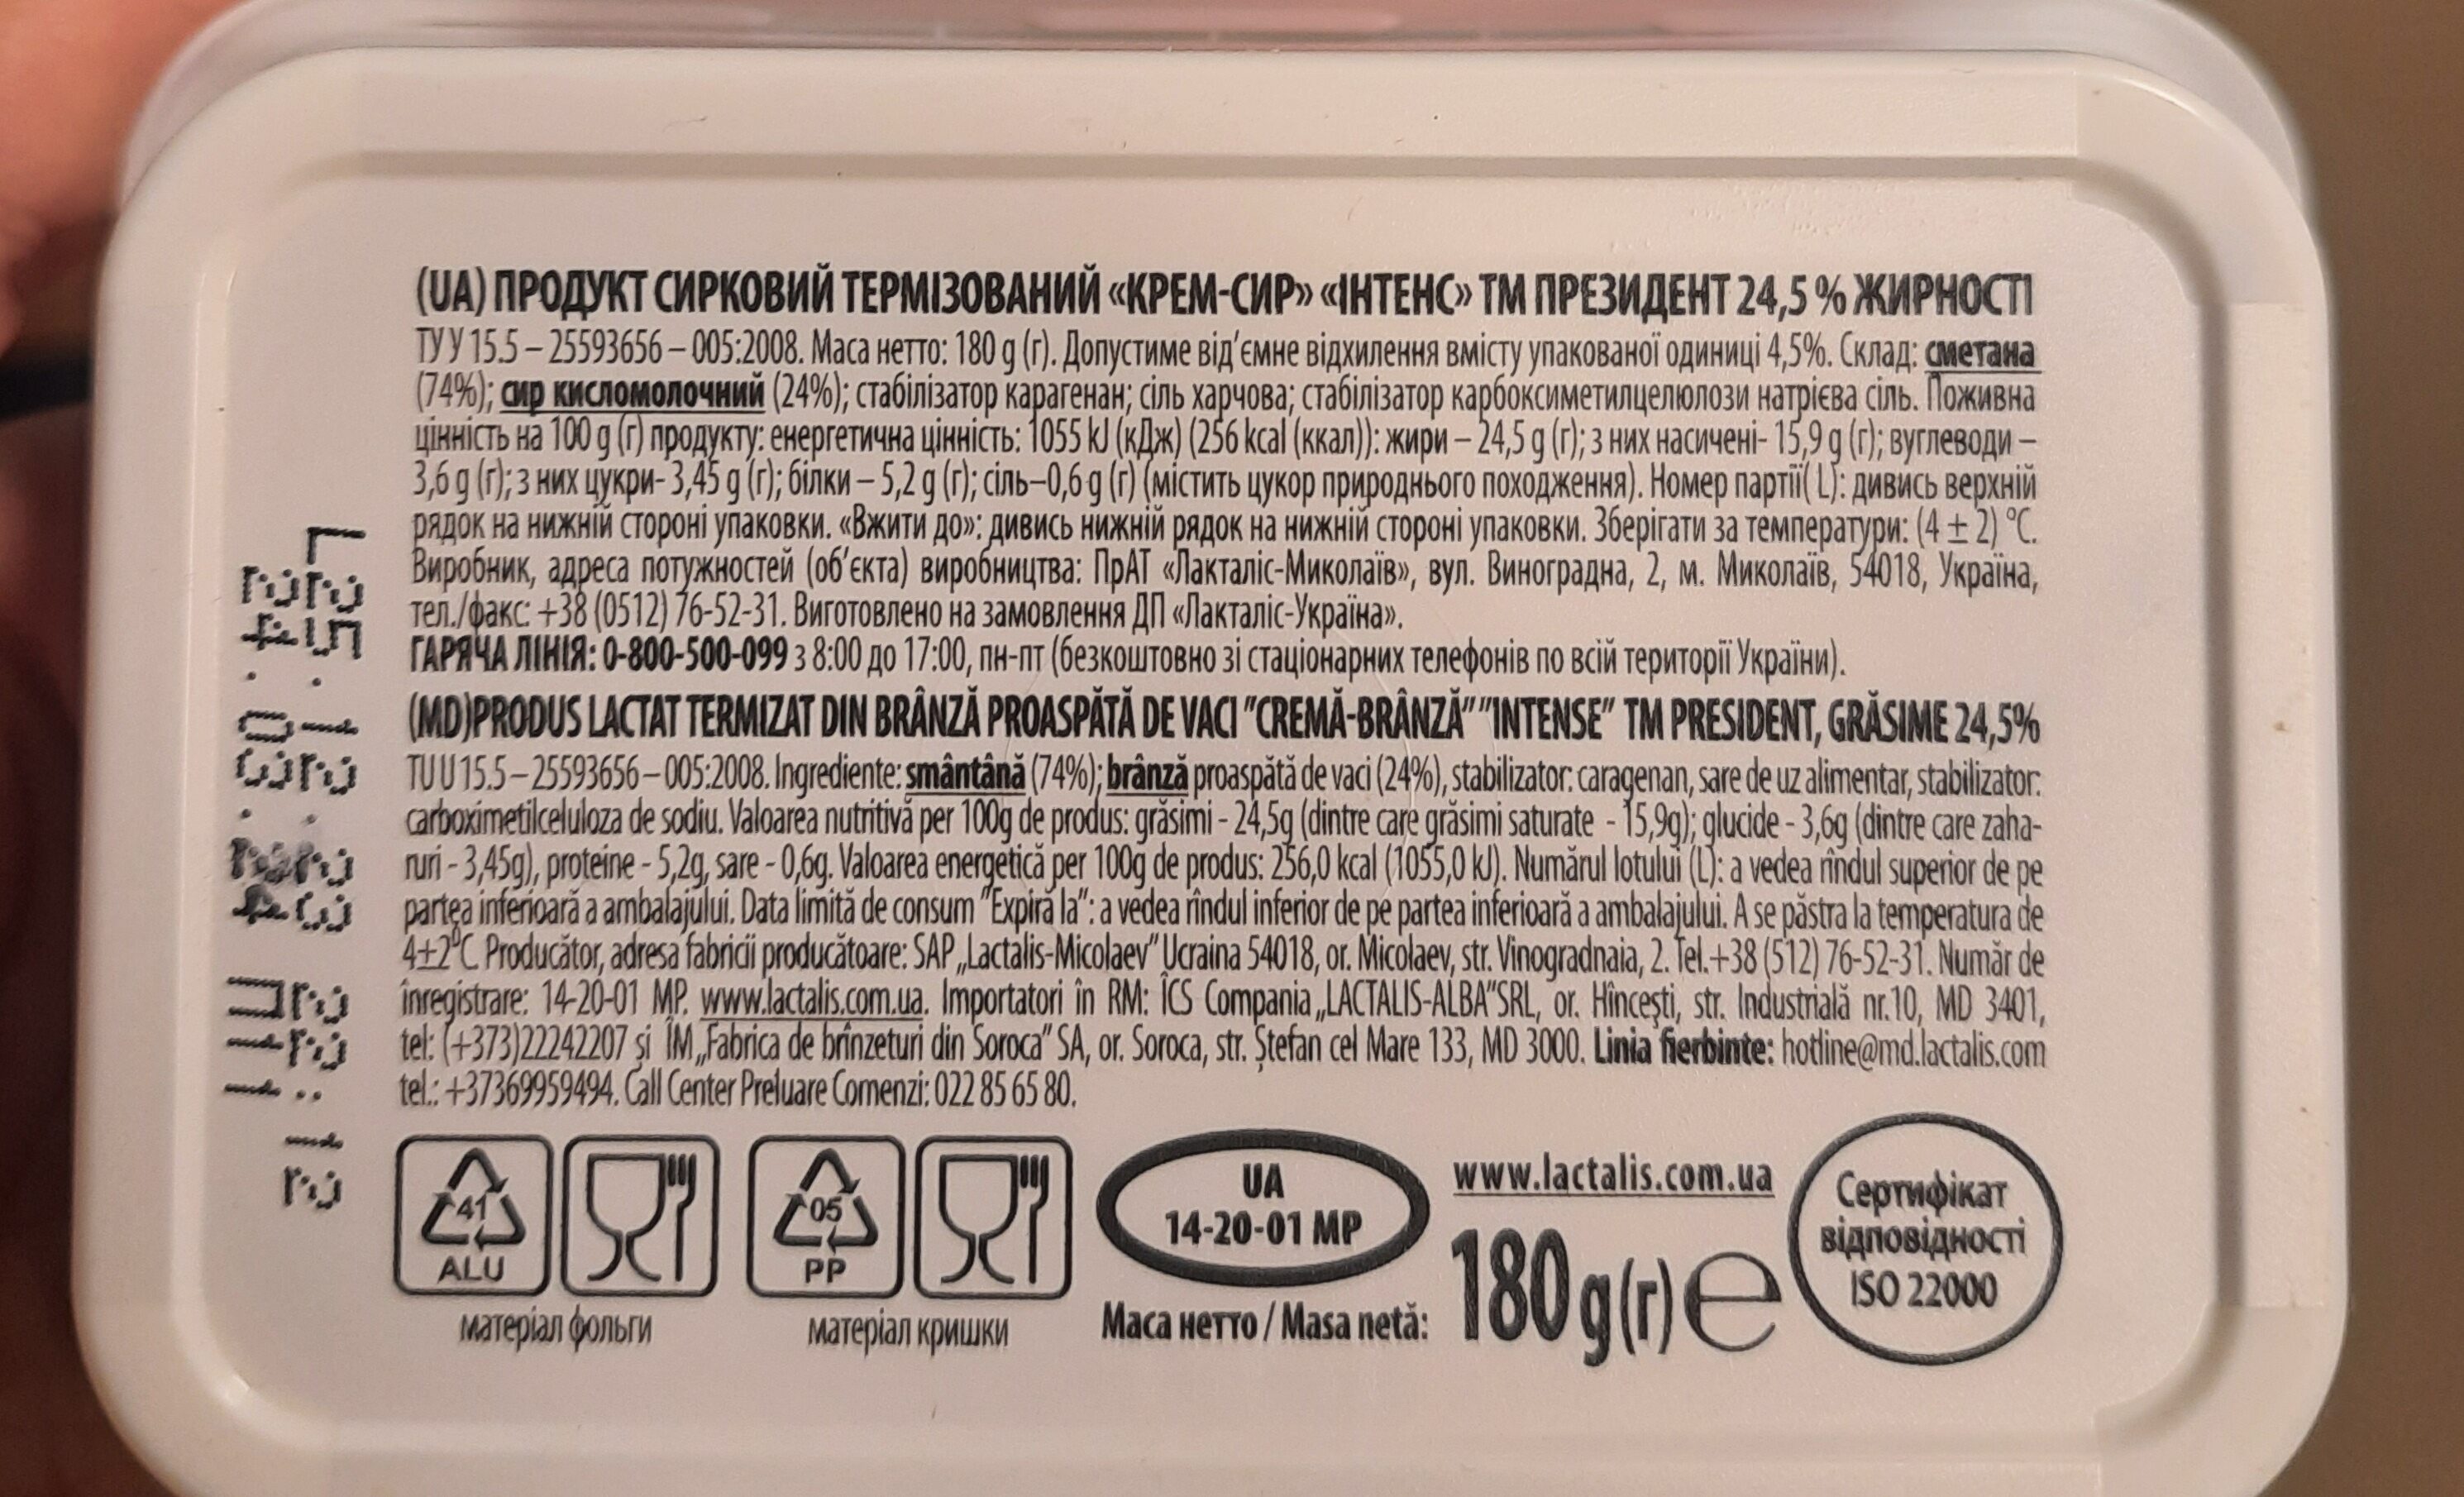 (UA) ПРОДУКТ СИРКОВИЙ ТЕРМІЗОВАНИЙ «КРЕМ-СИР» «ІНТЕНС» ТМ ПРЕЗИДЕНТ 24,5 % ЖИРНОСТІ
ТУ У 15.5 – 25593656 – 005:2008. Маса нетто: 180 g (г). Допустиме від'ємне відхилення вмісту упакованої одиниці 4,5%. Склад: сметана
(74%); сир кисломолочний (24%); стабілізатор карагенан; сіль харчова; стабілізатор карбоксиметилцелюлози натрієва сіль. Поживна
цінність на 100 g (г) продукту: енергетична цінність: 1055 kJ (кДж) (256 kcal (ккал)): жири – 24,5 g (г); з них насичені- 15,9 g (г); вуглеводи –
3,6 g (г); з них цукри- 3,45 g (г); білки – 5,2 g (г); сіль–0,6 g (г) (містить цукор природнього походження). Номер партії( L): дивись верхній
рядок на нижній стороні упаковки. «Вжити до»: дивись нижній рядок на нижній стороні упаковки. Зберігати за температури: (4 ± 2) °C.
Виробник, адреса потужностей (об'єкта) виробництва: ПрАТ «Лакталіс-Миколаїв», вул. Виноградна, 2, м. Миколаїв, 54018, Україна,
тел./факс: +38 (0512) 76-52-31. Виготовлено на замовлення ДП «Лакталіс-Україна».
ГАРЯЧА ЛІНІЯ: 0-800-500-099 з 8:00 до 17:00, пн-пт (безкоштовно зі стаціонарних телефонів по всій території України).
(MD)PRODUS LACTAT TERMIZAT DIN BRÂNZĂ PROASPĂTĂ DE VACI "CREMĂ-BRÂNZĂ" "INTENSE" TM PRESIDENT, GRĂSIME 24,5%
TU U 15.5 – 25593656 – 005:2008. Ingrediente: smântână (74%); brânză proaspătă de vaci (24%), stabilizator: caragenan, sare de uz alimentar, stabilizator:
carboximetilceluloza de sodiu. Valoarea nutritivă per 100g de produs: grăsimi - 24,5g (dintre care grăsimi saturate - 15,9g); glucide - 3,6g (dintre care zaha-
ruri - 3,45g), proteine - 5,2g, sare - 0,6g. Valoarea energetică per 100g de produs: 256,0 kcal (1055,0 kJ). Numărul lotului (L): a vedea rîndul superior de pe
partea inferioară a ambalajului. Data limită de consum "Expiră la": a vedea rîndul inferior de pe partea inferioară a ambalajului. A se păstra la temperatura de
4±2°C. Producător, adresa fabricii producătoare: SAP „Lactalis-Micolaev" Ucraina 54018, or. Micolaev, str. Vinogradnaia, 2. Tel.+38 (512) 76-52-31. Număr de
înregistrare: 14-20-01 MP. www.lactalis.com.ua. Importatori în RM: ÎCS Compania „LACTALIS-ALBA"SRL, or. Hînceşti, str. Industrială nr.10, MD 3401,
tel: (+373)22242207 și ÎM „Fabrica de brînzeturi din Soroca" SA, or. Soroca, str. Ștefan cel Mare 133, MD 3000. Linia fierbinte: hotline@md.lactalis.com
tel.: +37369959494. Call Center Preluare Comenzi: 022 85 65 80.
41
ALU
матеріал фольги
05
PP
матеріал кришки
UA
14-20-01 MP
Маса нетто / Masa netă:
www.lactalis.com.ua
180 g (г) e
Сертифікат
відповідності
ISO 22000